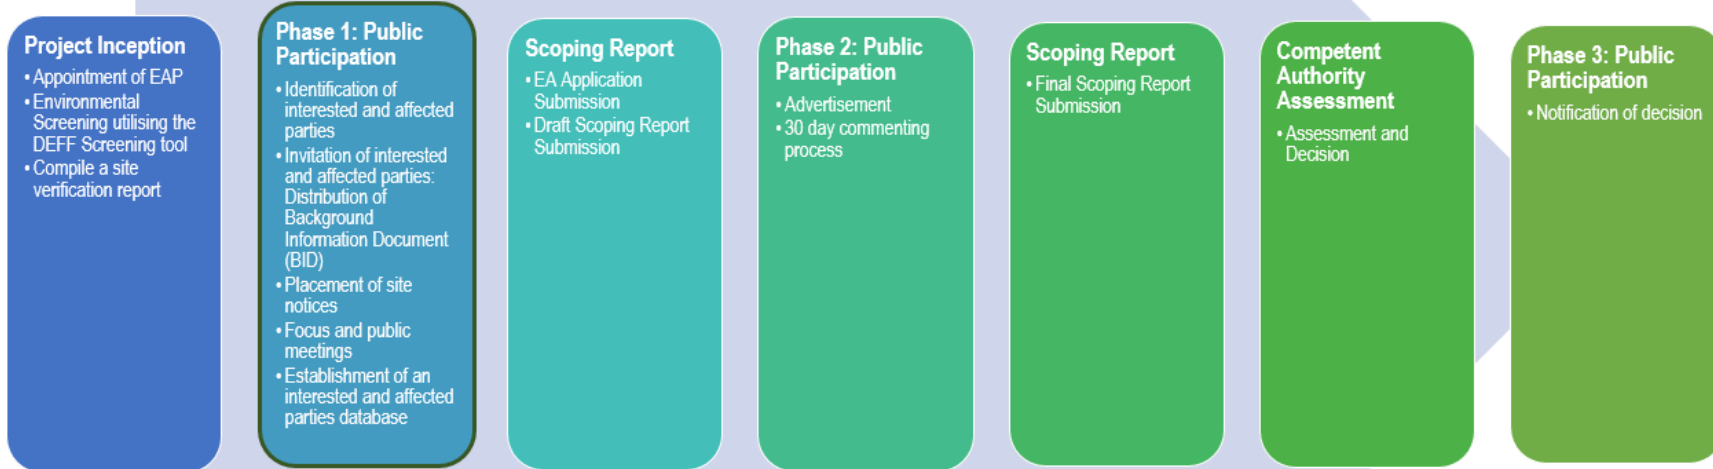 Project Inception
• Appointment of EAP
• Environmental
Screening utilising the
DEFF Screening tool
• Compile a site
verification report
Phase 1: Public
Participation
• Identification of
interested and affected
parties
• Invitation of interested
and affected parties:
Distribution of
Background
Information Document
(BID)
• Placement of site
notices
• Focus and public
meetings
• Establishment of an
interested and affected
parties database
Scoping Report
• EA Application
Submission
• Draft Scoping Report
Submission
Phase 2: Public
Participation
• Advertisement
• 30 day commenting
process
Scoping Report
• Final Scoping Report
Submission
Competent
Authority
Assessment
• Assessment and
Decision
Phase 3: Public
Participation
• Notification of decision